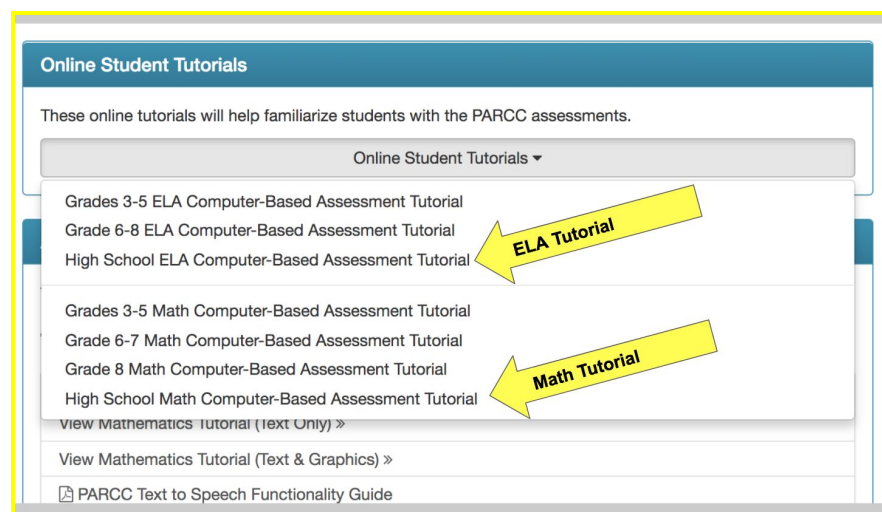 Online Student Tutorials
These online tutorials will help familiarize students with the PARCC assessments.
Online Student Tutorials
Grades 3-5 ELA Computer-Based Assessment Tutorial
Grade 6-8 ELA Computer-Based Assessment Tutorial
ELA Tutorial
High School ELA Computer-Based Assessment Tutorial
Grades 3-5 Math Computer-Based Assessment Tutorial
Grade 6-7 Math Computer-Based Assessment Tutorial
Grade 8 Math Computer-Based Assessment Tutorial
Math Tutorial
High School Math Computer-Based Assessment Tutorial
View Mathematics Tutorial (Text Only) »
View Mathematics Tutorial (Text & Graphics) »
PARCC Text to Speech Functionality Guide